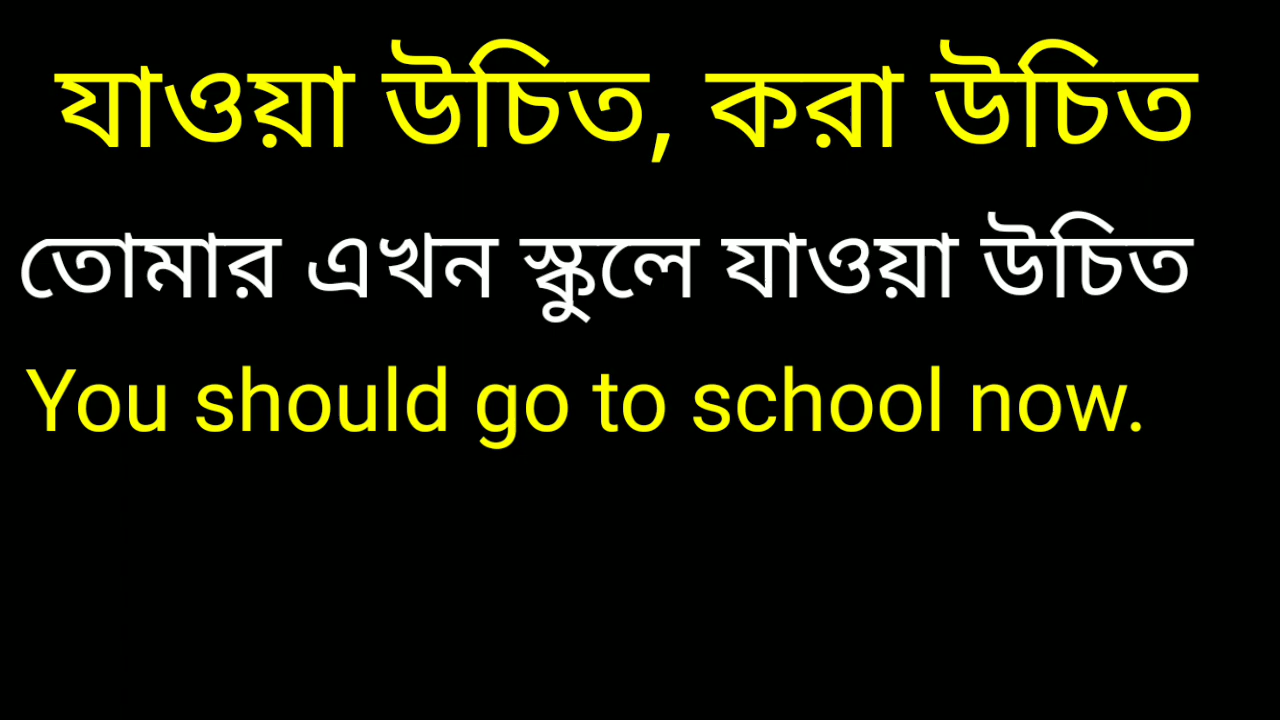 যাওয়া উচিত, করা উচিত
তোমার এখন স্কুলে যাওয়া উচিত
You should go to school now.